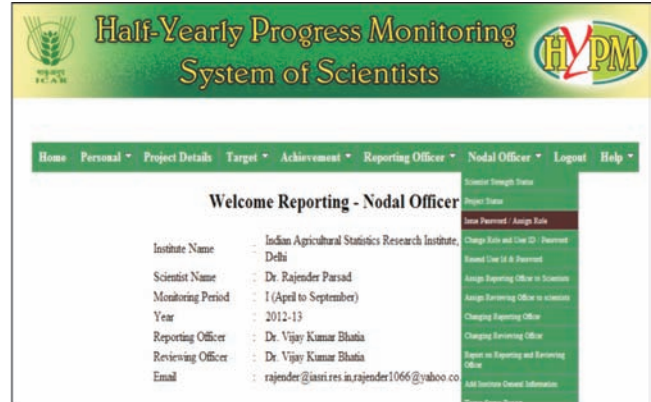 Half-Yearly Progress Monitoring
System of Scientists
HYPM
ICAR
Home Personal Project Details Target Achievement Reporting Officer Nodal Officer Logout Help
Welcome Reporting - Nodal Officer
Institute Name : Indian Agricultural Statistics Research Institute,
Delhi
Scientist Name : Dr. Rajender Parsad
Monitoring Period : I (April to September)
Year : 2012-13
Reporting Officer : Dr. Vijay Kumar Bhatia
Reviewing Officer : Dr. Vijay Kumar Bhatia
Email : rajender@iasri.res.in,rajender1066@yahoo.co
Scientist Strength Status
Project Status
Issue Password / Assign Role
Change Role and User ID / Password
Resend User Id & Password
Assign Reporting Officer to Scientists
Assign Reviewing Officer to scientists
Changing Reporting Officer
Changing Reviewing Officer
Report on Reporting and Reviewing
Officer
Add Institute General Information